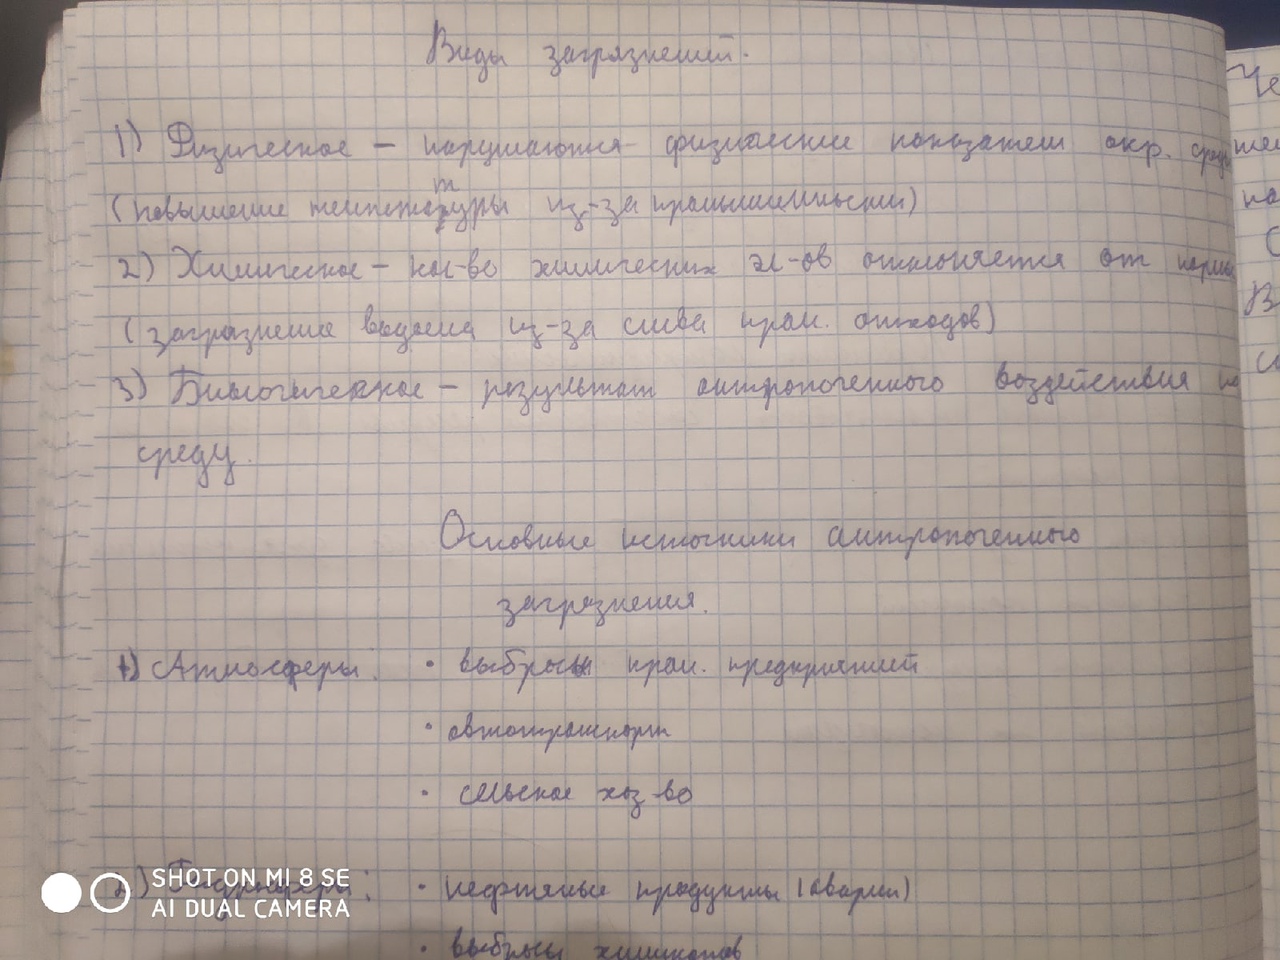 Виды загрязнений.
1) Физическое – нарушаются физические показатели окр. среды
(повышение температуры из-за промышленности)
2) Химическое – кол-во химических эл-ов отклоняется от нормы
(загрязнение водоема из-за слива пром. отходов)
3) Биологическое – результат антропогенного воздействия на
среду.
Основные источники антропогенного
загрязнения.
1) Атмосферы: • выбросы пром. предприятий
• автотранспорт
• сельское хоз-во
2) Гидросферы: • нефтяные продукты (аварии)
• выбросы химикатов
SHOT ON MI 8 SE
AI DUAL CAMERA